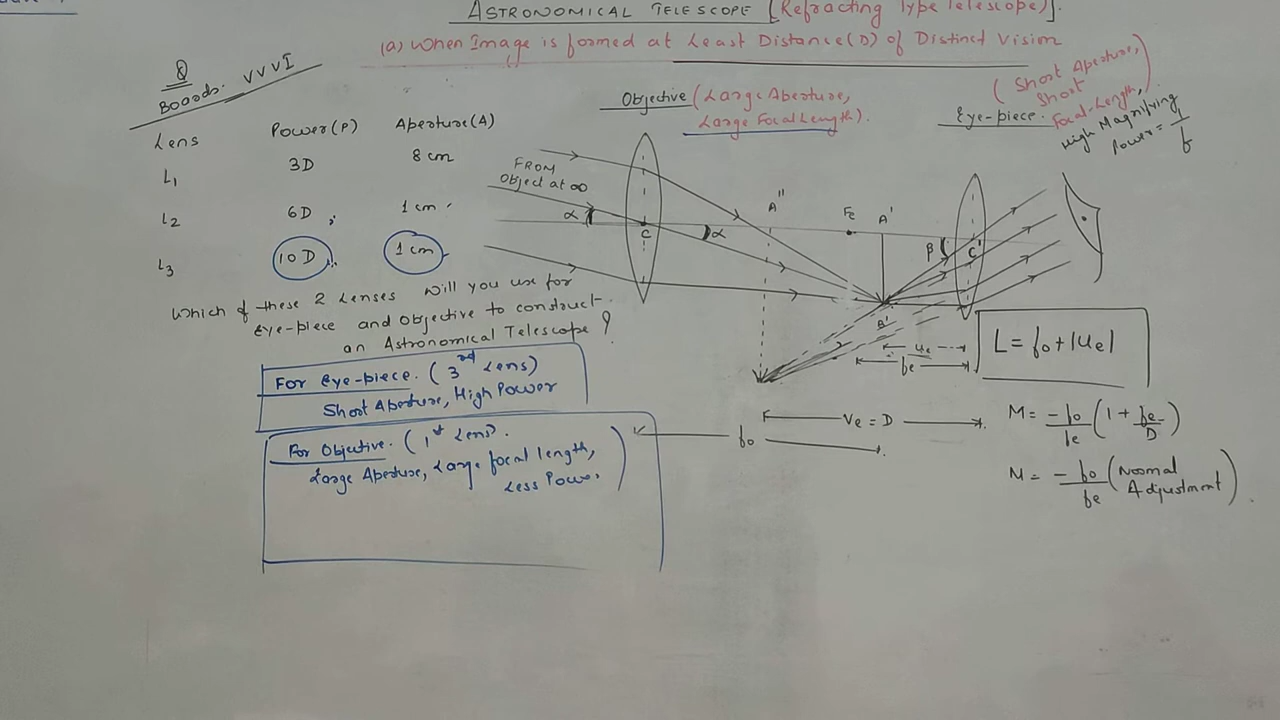 ASTRONOMICAL TELESCOPE [Refracting Type Telescope].
(a) When Image is formed at Least Distance (D) of Distinct Vision
Q
Boards. VVVI
Lens Power(P) Aperture(A)
L₁ 3D 8 cm
L₂ 6D, 1 cm.
L₃ 10 D 1 cm
Which of these 2 Lenses will you use for
Eye-piece and Objective to construct
an Astronomical Telescope?
For Eye-piece. (3rd Lens)
Short Aperture, High Power
For Objective. (1st Lens).
Large Aperture, Large focal length,
Less Power.
Objective (Large Aperture,
Large Focal Length).
Eye-piece.
(Short Aperture,
Short
Focal-Length,
High Magnifying
Power = 1/f
FROM
Object at ∞
α
C
α
A"
Fe
A'
β
C'
B'
ue
fe
L = fo + |ue|
Ve = D
fo
M = -fo/fe (1 + fe/D)
M = -fo/fe (Normal
Adjustment).